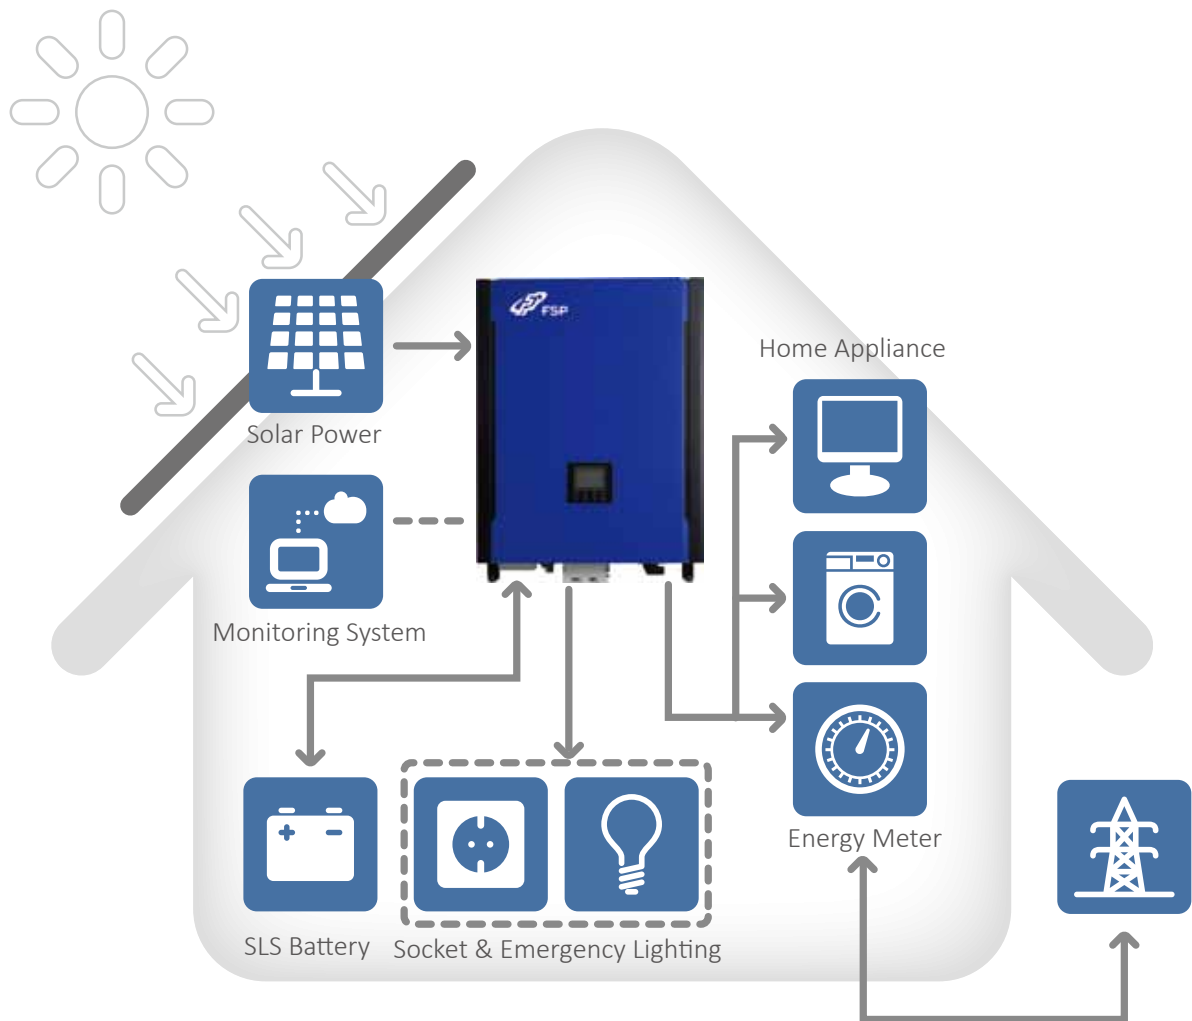 FSP
Home Appliance
Solar Power
Monitoring System
Energy Meter
SLS Battery
Socket & Emergency Lighting